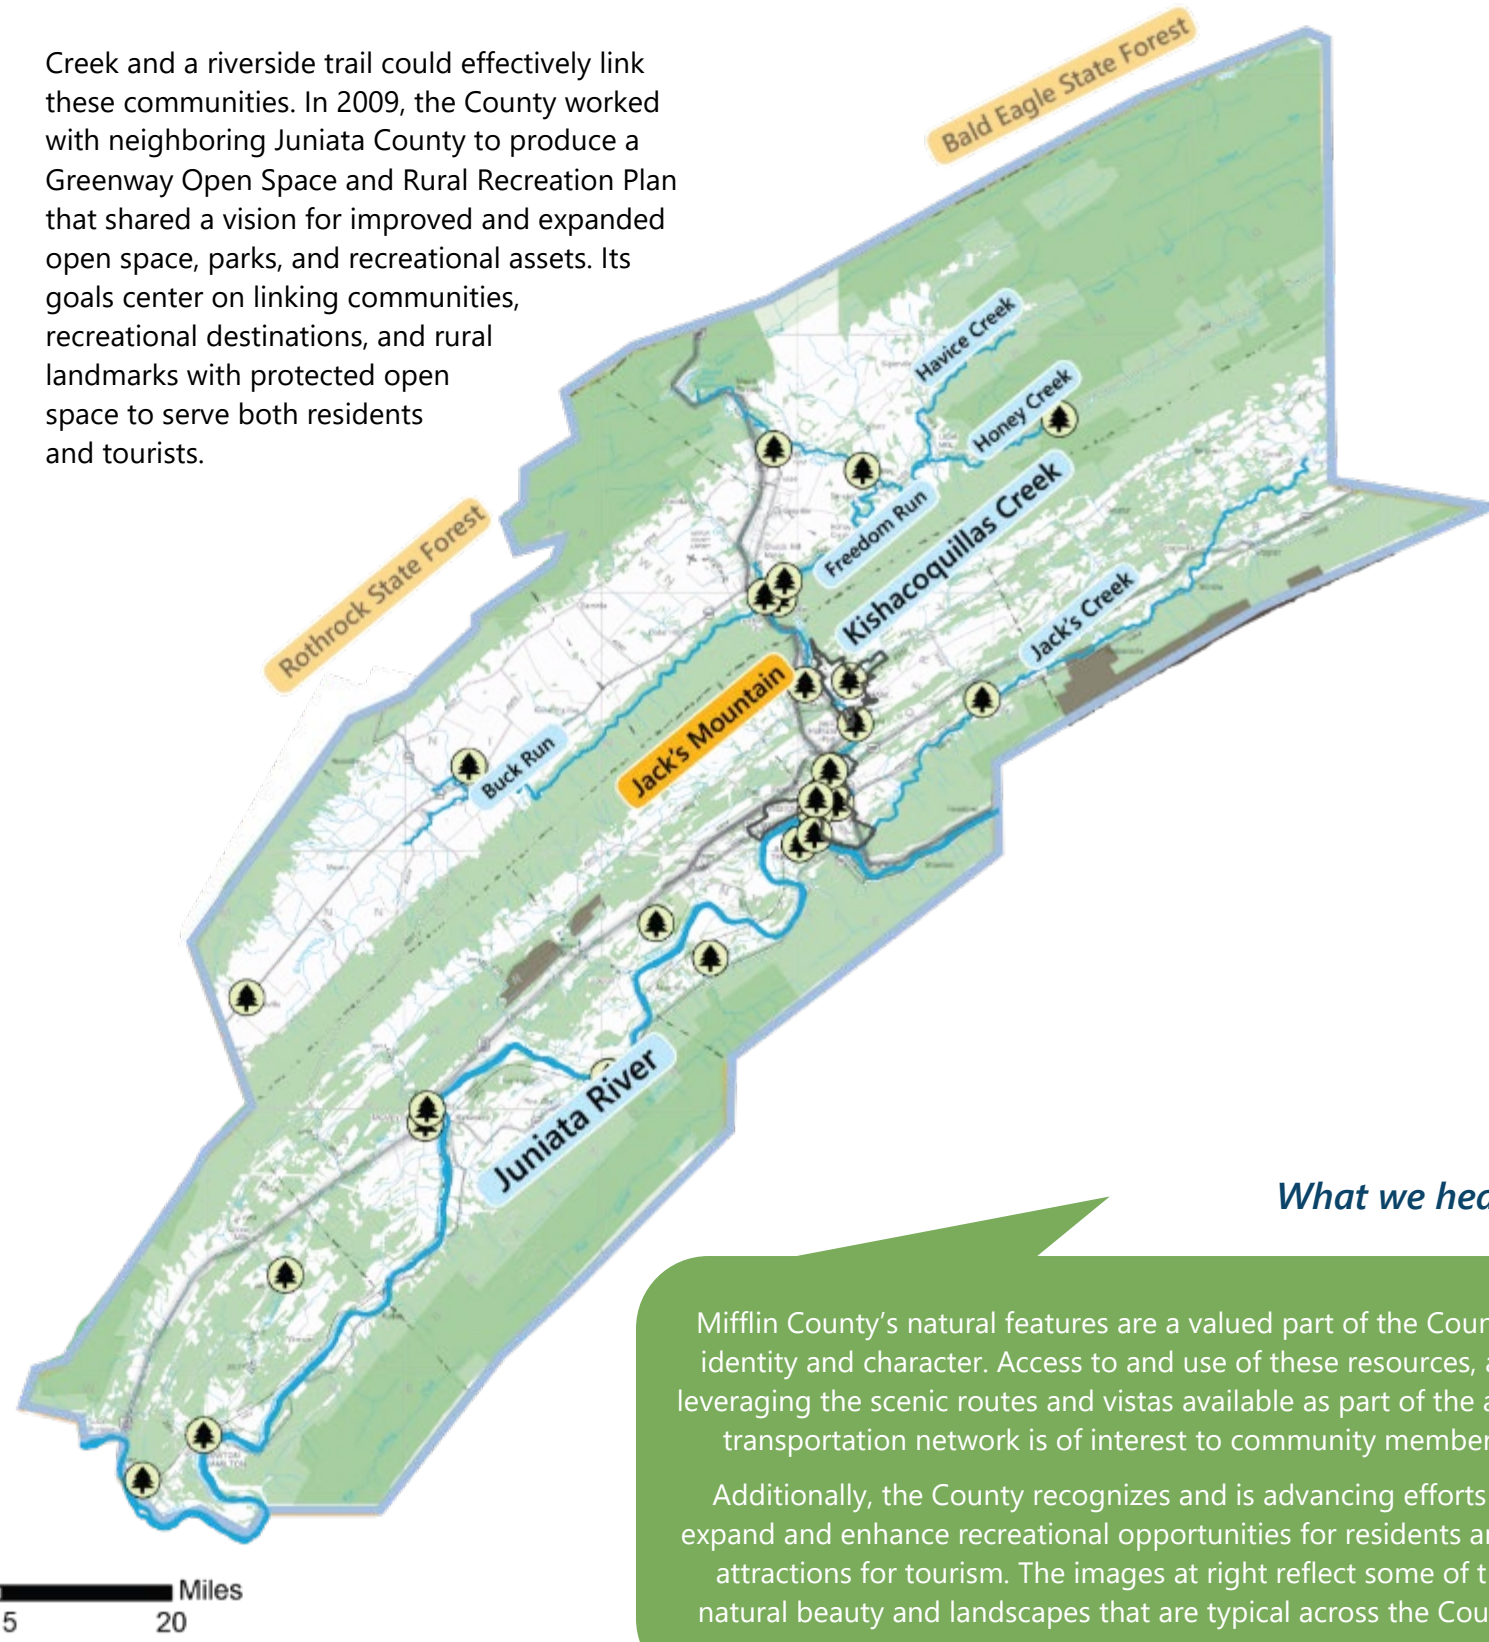 Creek and a riverside trail could effectively link
these communities. In 2009, the County worked
with neighboring Juniata County to produce a
Greenway Open Space and Rural Recreation Plan
that shared a vision for improved and expanded
open space, parks, and recreational assets. Its
goals center on linking communities,
recreational destinations, and rural
landmarks with protected open
space to serve both residents
and tourists.
Bald Eagle State Forest
Rothrock State Forest
Havice Creek
Honey Creek
Freedom Run
Kishacoquillas Creek
Jack's Creek
Jack's Mountain
Buck Run
Juniata River
Miles
5 20
What we
Mifflin County's natural features are a valued part of the
identity and character. Access to and use of these resources,
leveraging the scenic routes and vistas available as part of the
transportation network is of interest to community
Additionally, the County recognizes and is advancing efforts
expand and enhance recreational opportunities for residents
attractions for tourism. The images at right reflect some of
natural beauty and landscapes that are typical across the